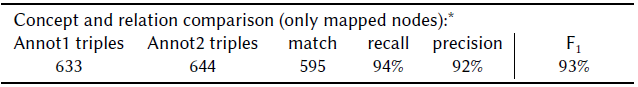 Concept and relation comparison (only mapped nodes):*
Annot1 triples Annot2 triples match recall precision F₁
633 644 595 94% 92% 93%